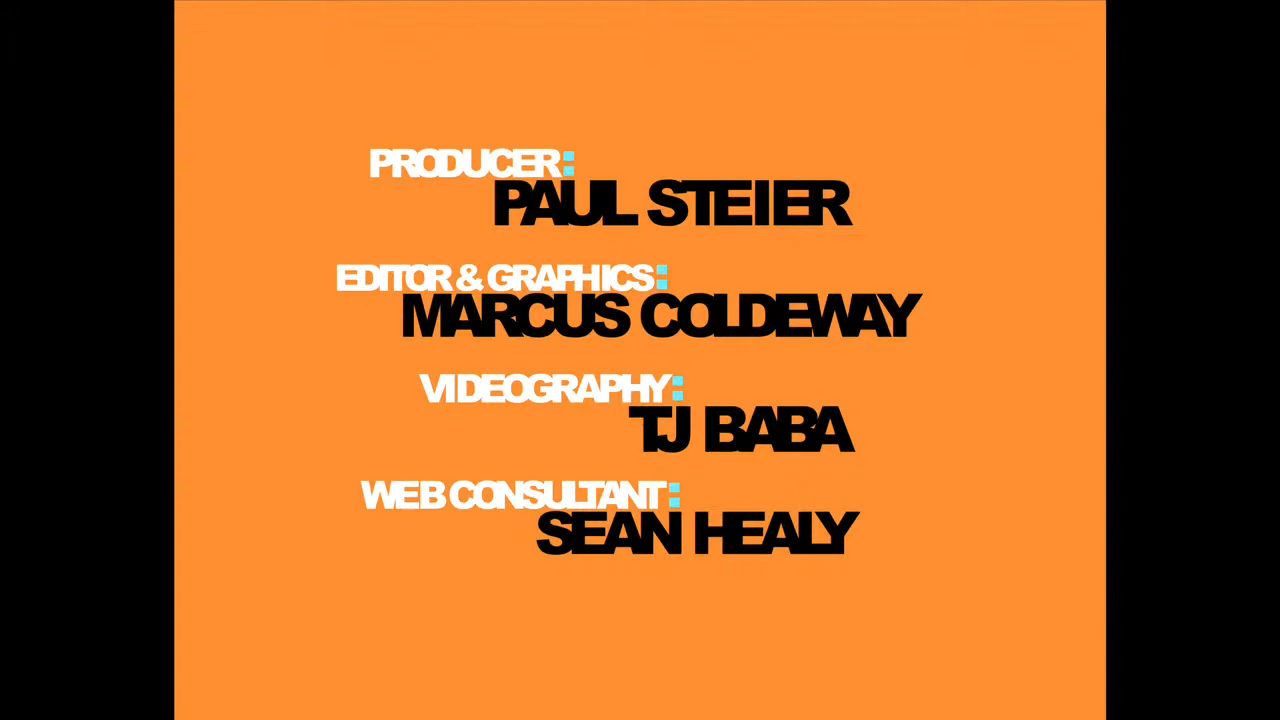 PRODUCER:
PAUL STEIER
EDITOR & GRAPHICS:
MARCUS COLDEWAY
VIDEOGRAPHY:
TJ BABA
WEB CONSULTANT:
SEAN HEALY